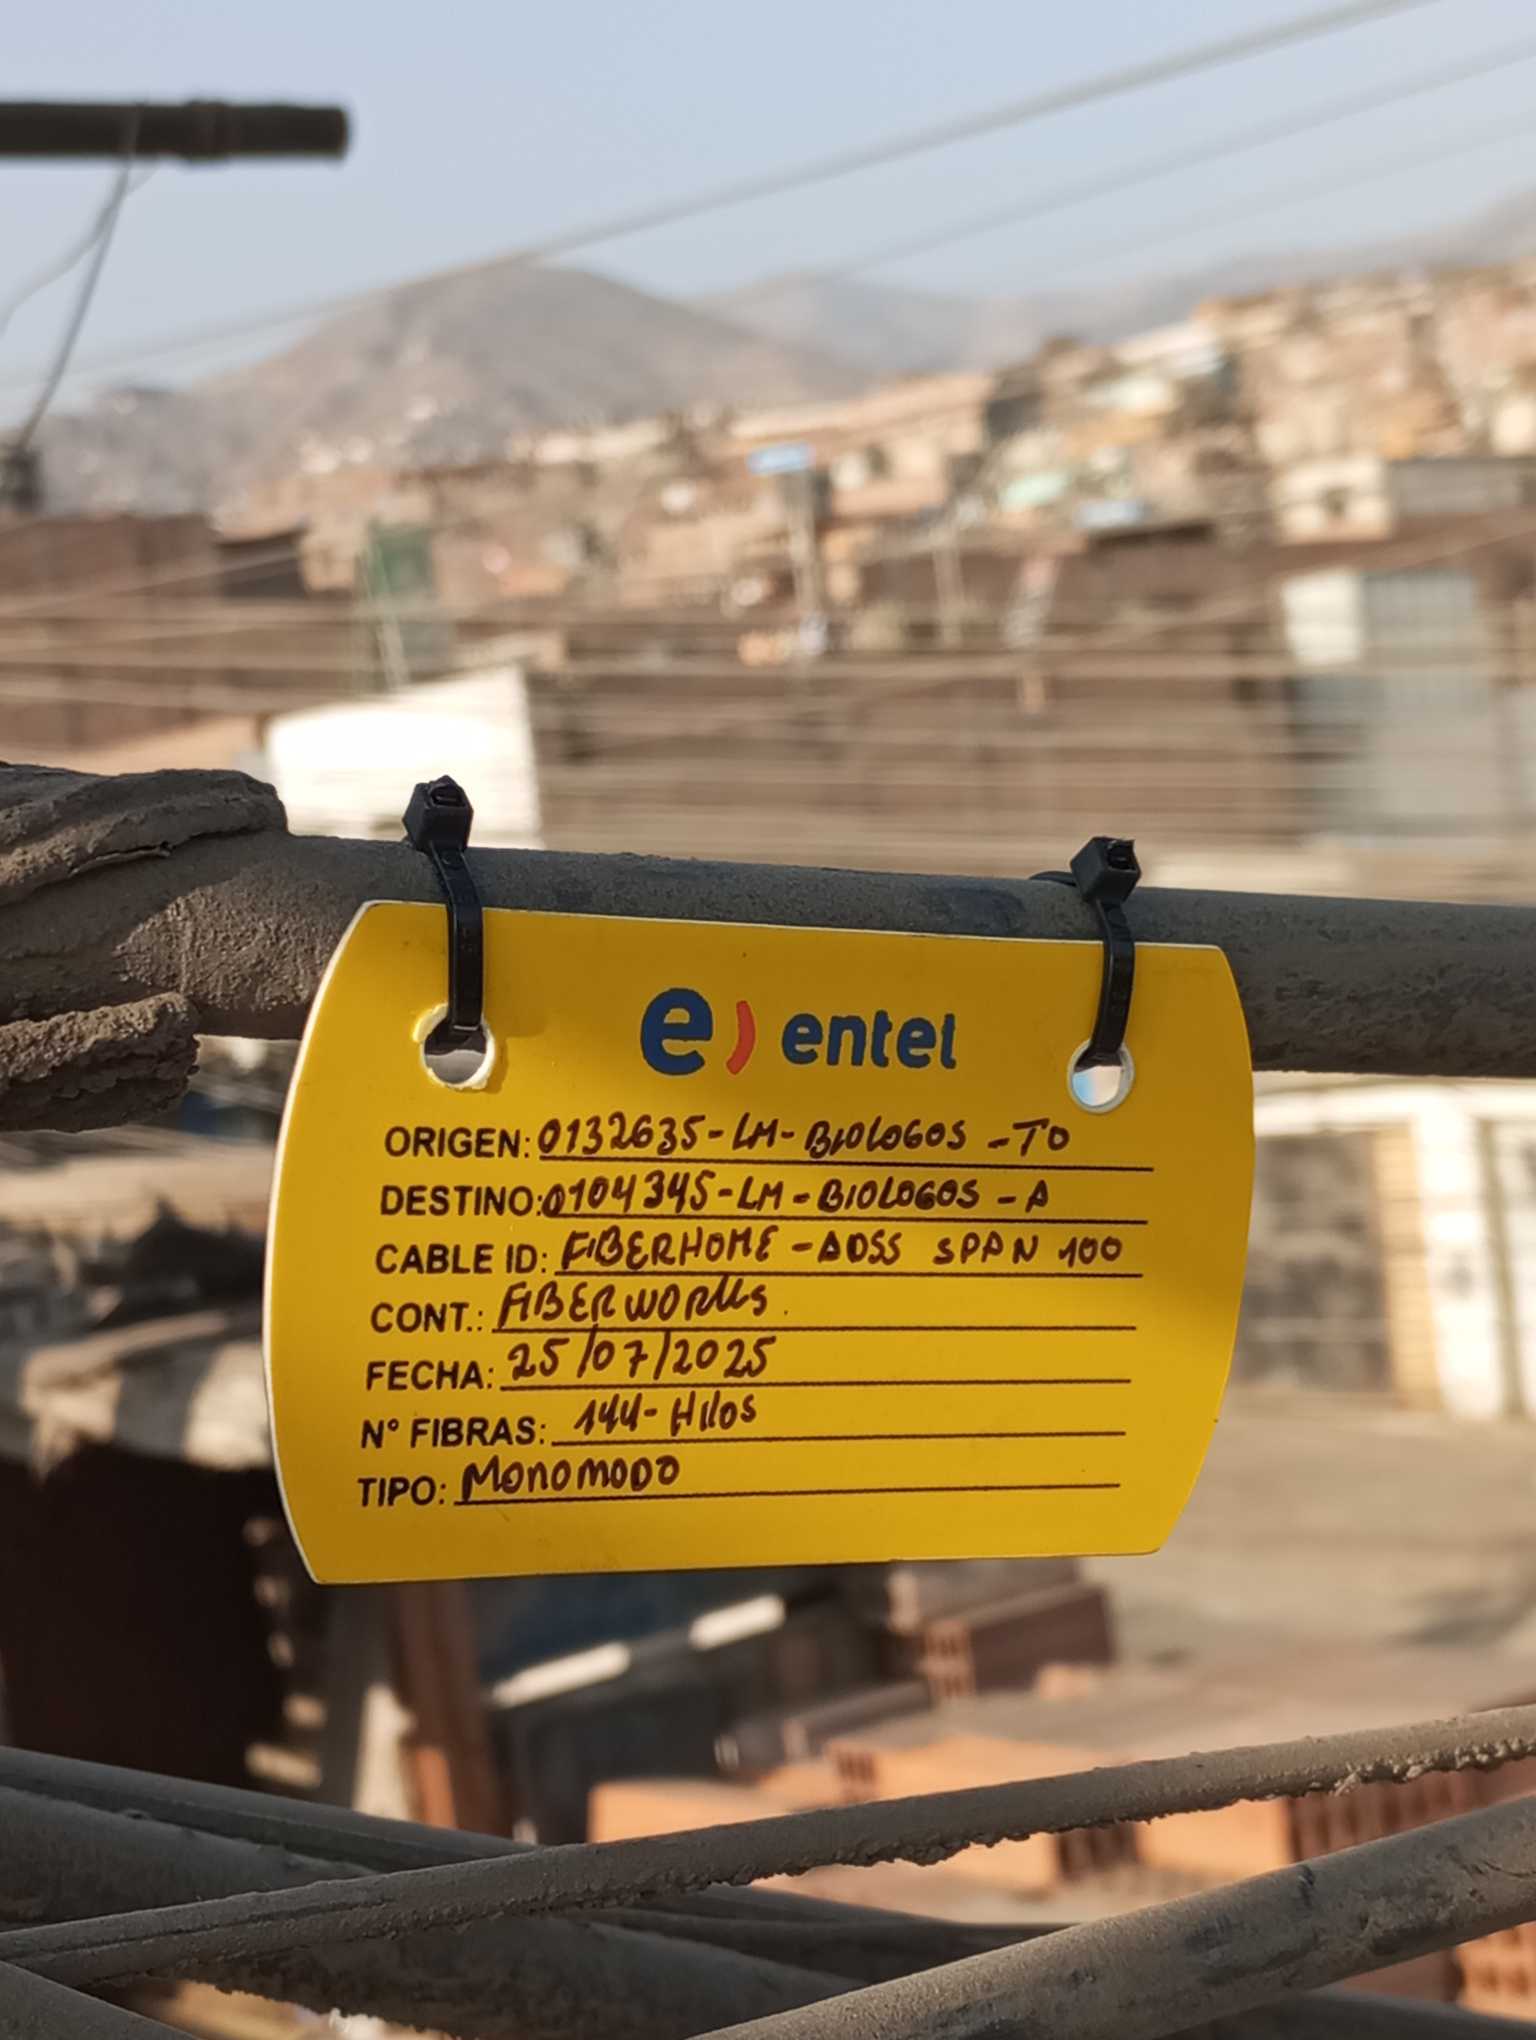 e) entel
ORIGEN: 0132635-LM-BIOLOGOS -TO
DESTINO: 0104345-LM-BIOLOGOS - A
CABLE ID: FIBERHOME - ADSS SPAN 100
CONT.: FIBERWORKS.
FECHA: 25/07/2025
N° FIBRAS: 144-HILOS
TIPO: MONOMODO